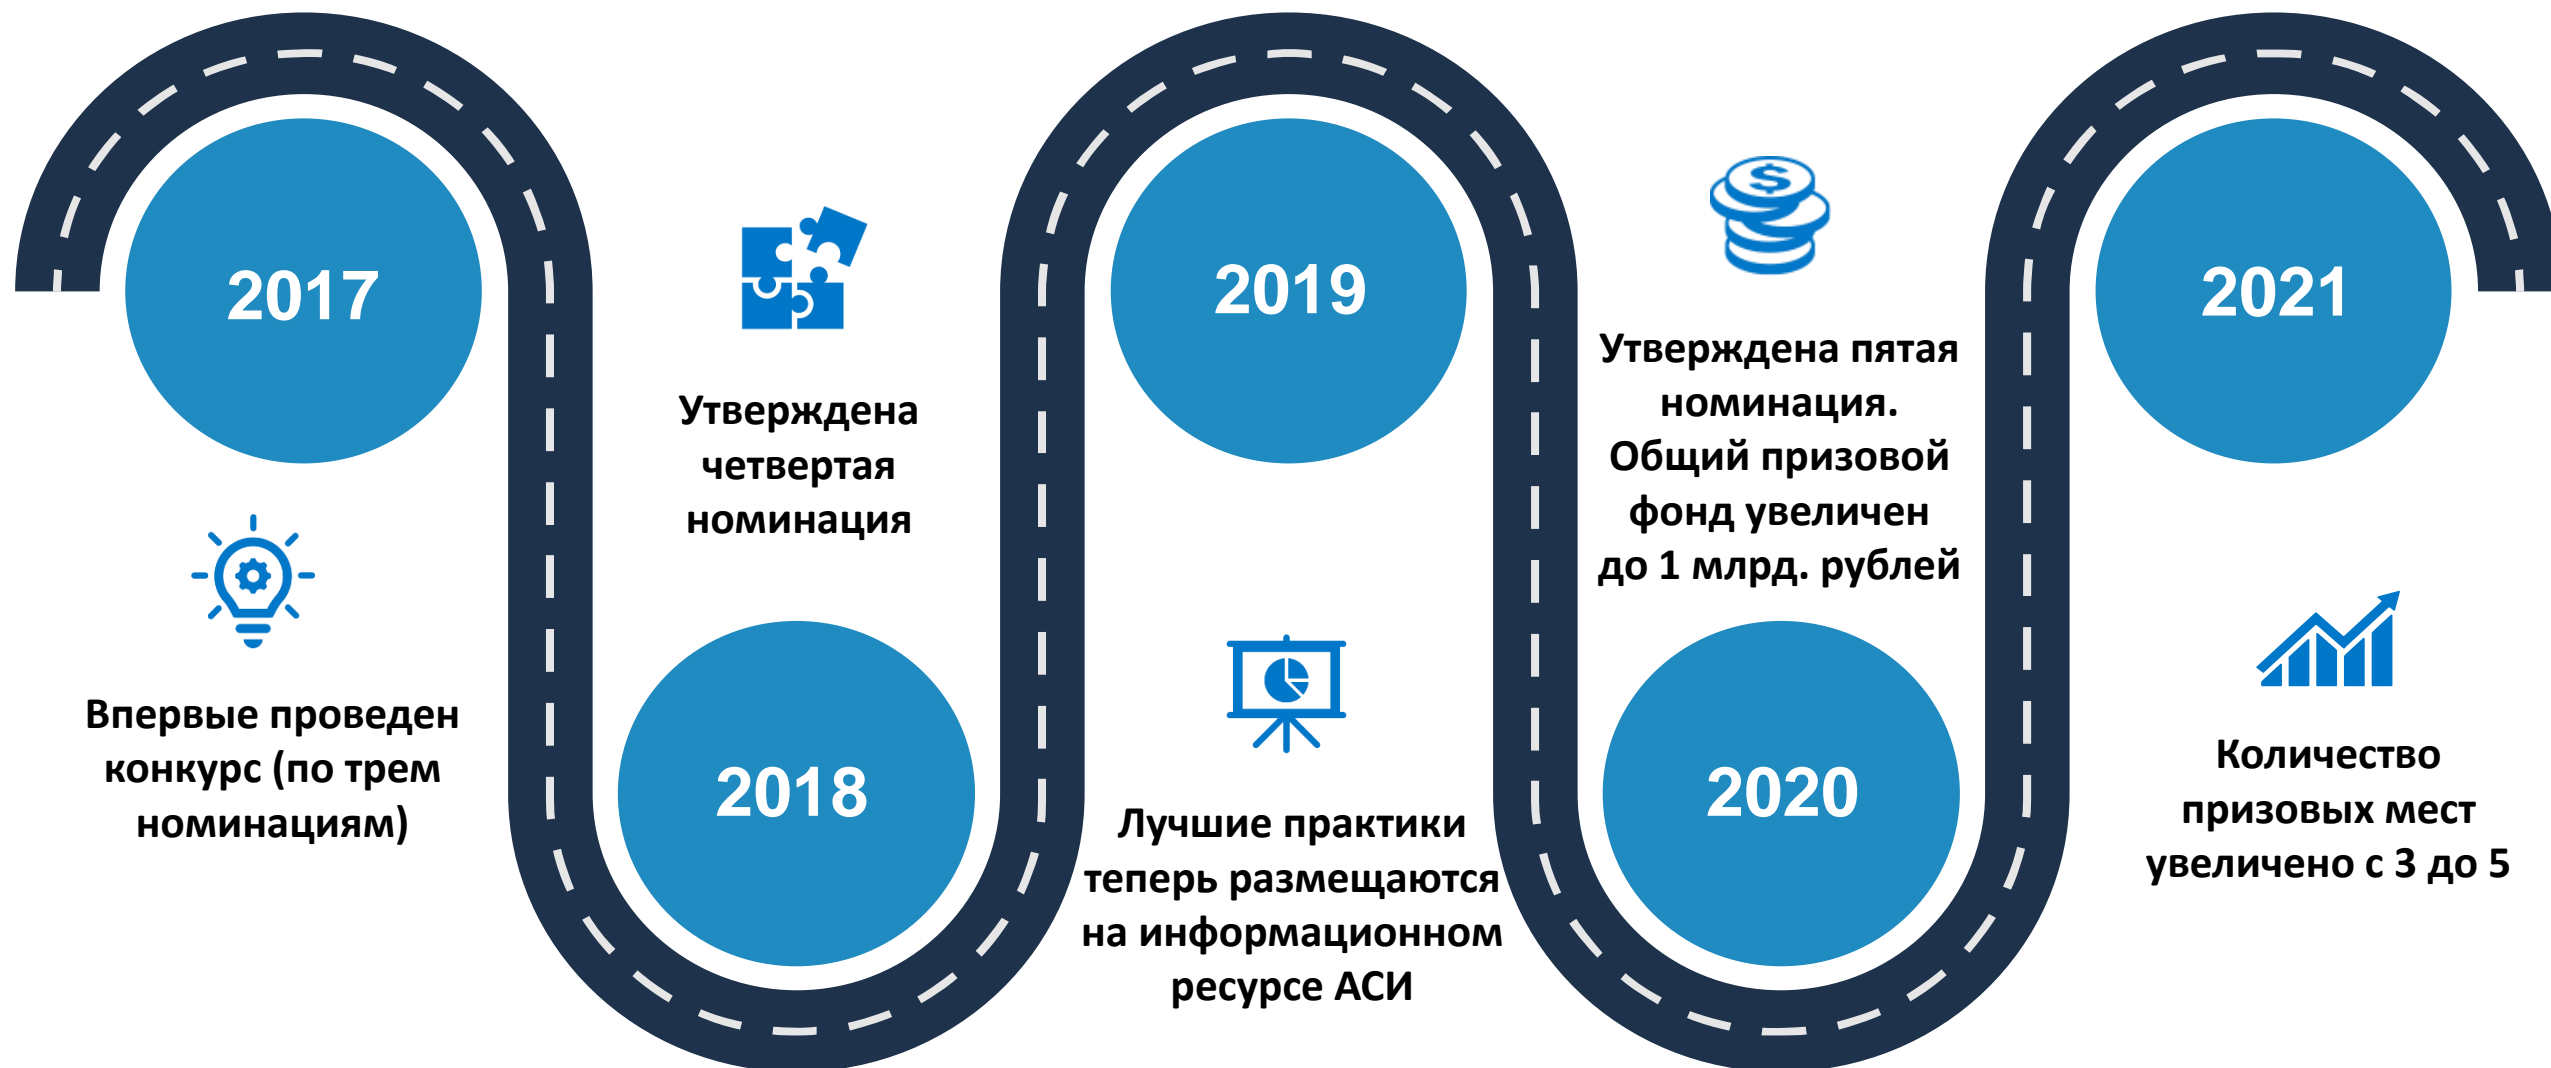 2017
Впервые проведен
конкурс (по трем
номинациям)
Утверждена
четвертая
номинация
2018
2019
Лучшие практики
теперь размещаются
на информационном
ресурсе АСИ
$
Утверждена пятая
номинация.
Общий призовой
фонд увеличен
до 1 млрд. рублей
2020
2021
Количество
призовых мест
увеличено с 3 до 5